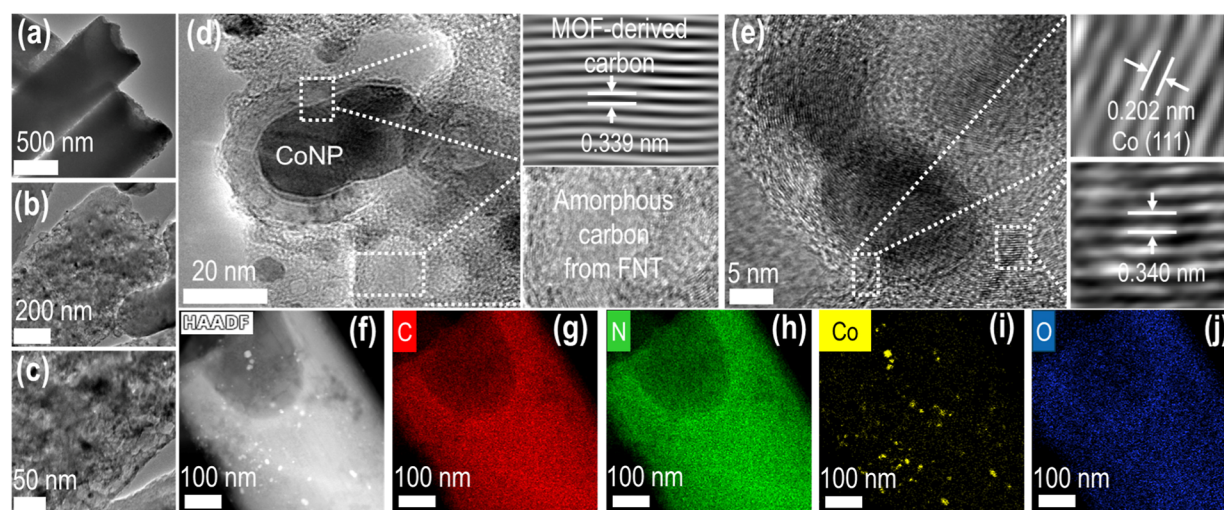 (a)
500 nm
(b)
200 nm
(c)
50 nm
(d)
CoNP
20 nm
MOF-derived
carbon
0.339 nm
Amorphous
carbon
from FNT
(e)
5 nm
0.202 nm
Co (111)
0.340 nm
HAADF
(f)
100 nm
C
(g)
100 nm
N
(h)
100 nm
Co
(i)
100 nm
O
(j)
100 nm